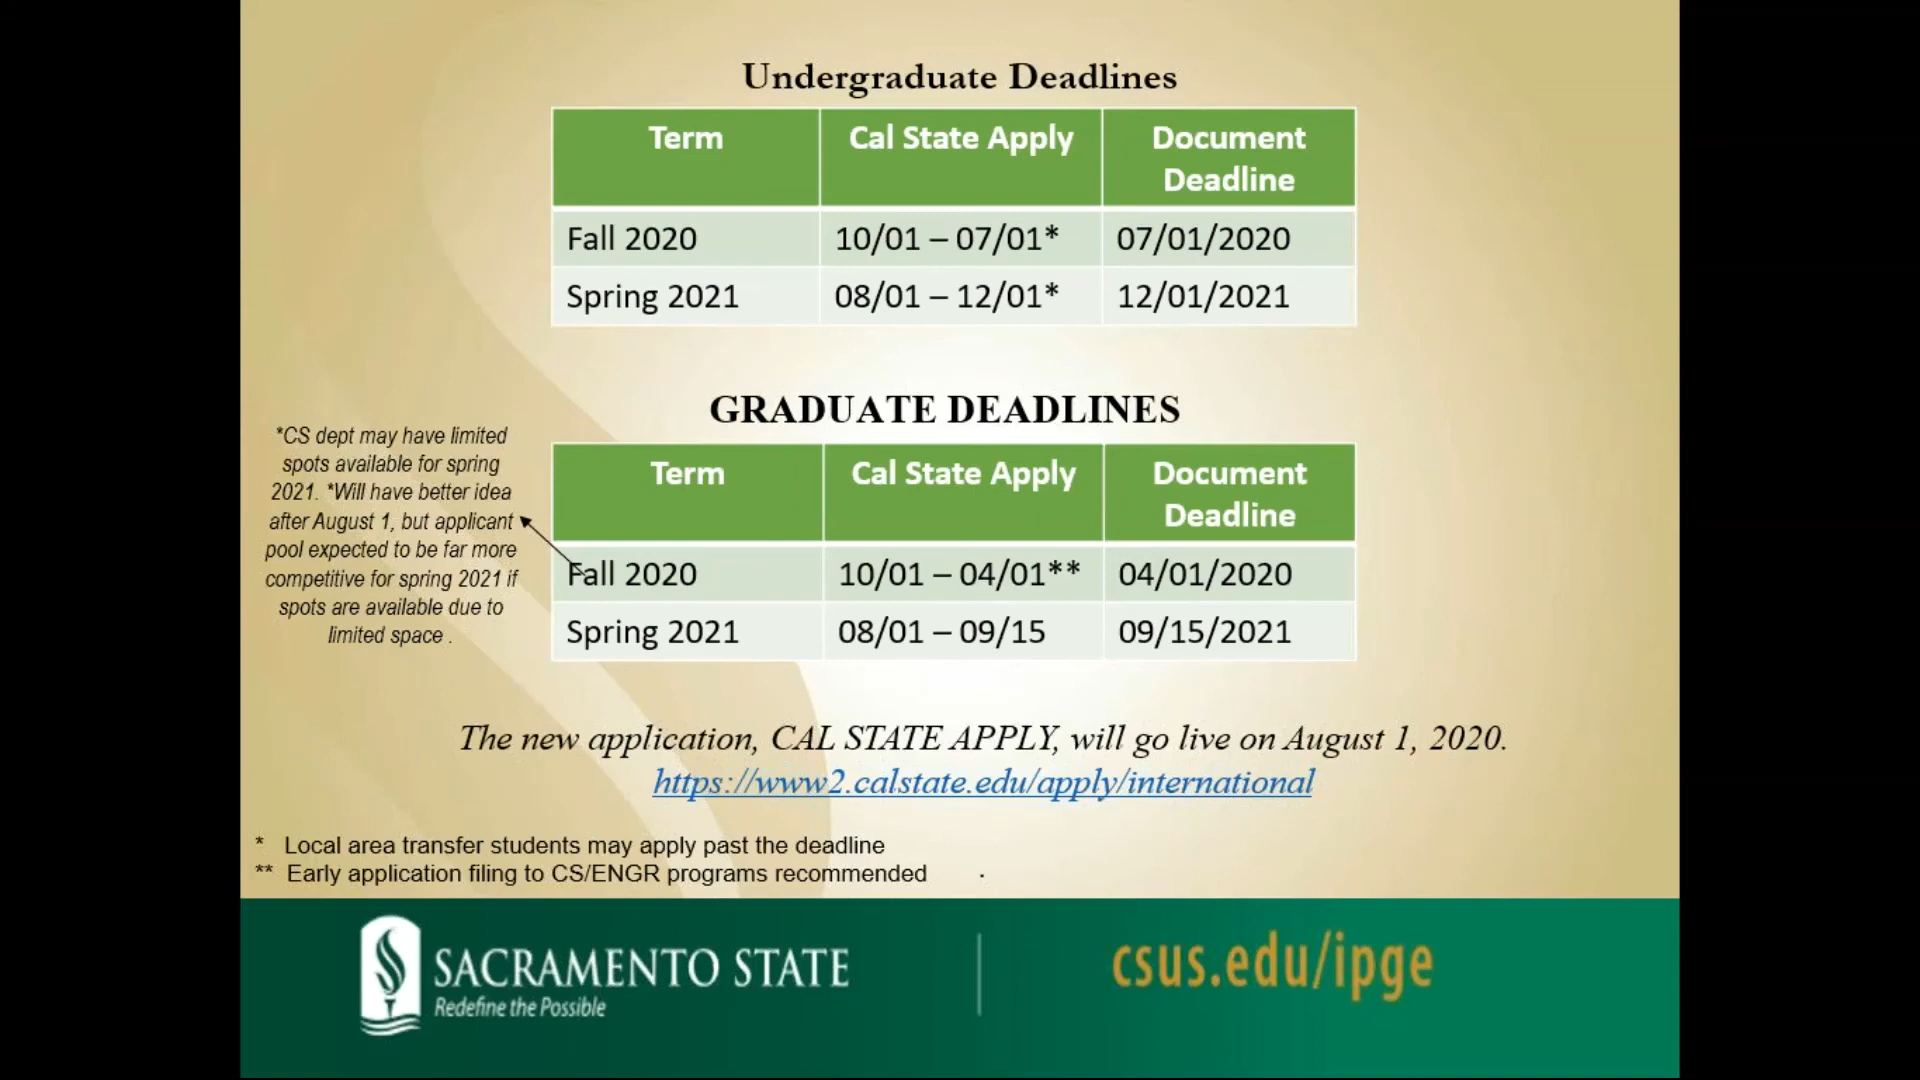 Undergraduate Deadlines
Term Cal State Apply Document Deadline
Fall 2020 10/01 – 07/01* 07/01/2020
Spring 2021 08/01 – 12/01* 12/01/2021
GRADUATE DEADLINES
*CS dept may have limited
spots available for spring
2021. *Will have better idea
after August 1, but applicant
pool expected to be far more
competitive for spring 2021 if
spots are available due to
limited space .
Term Cal State Apply Document Deadline
Fall 2020 10/01 – 04/01** 04/01/2020
Spring 2021 08/01 – 09/15 09/15/2021
The new application, CAL STATE APPLY, will go live on August 1, 2020.
https://www2.calstate.edu/apply/international
* Local area transfer students may apply past the deadline
** Early application filing to CS/ENGR programs recommended .
SACRAMENTO STATE
Redefine the Possible
csus.edu/ipge